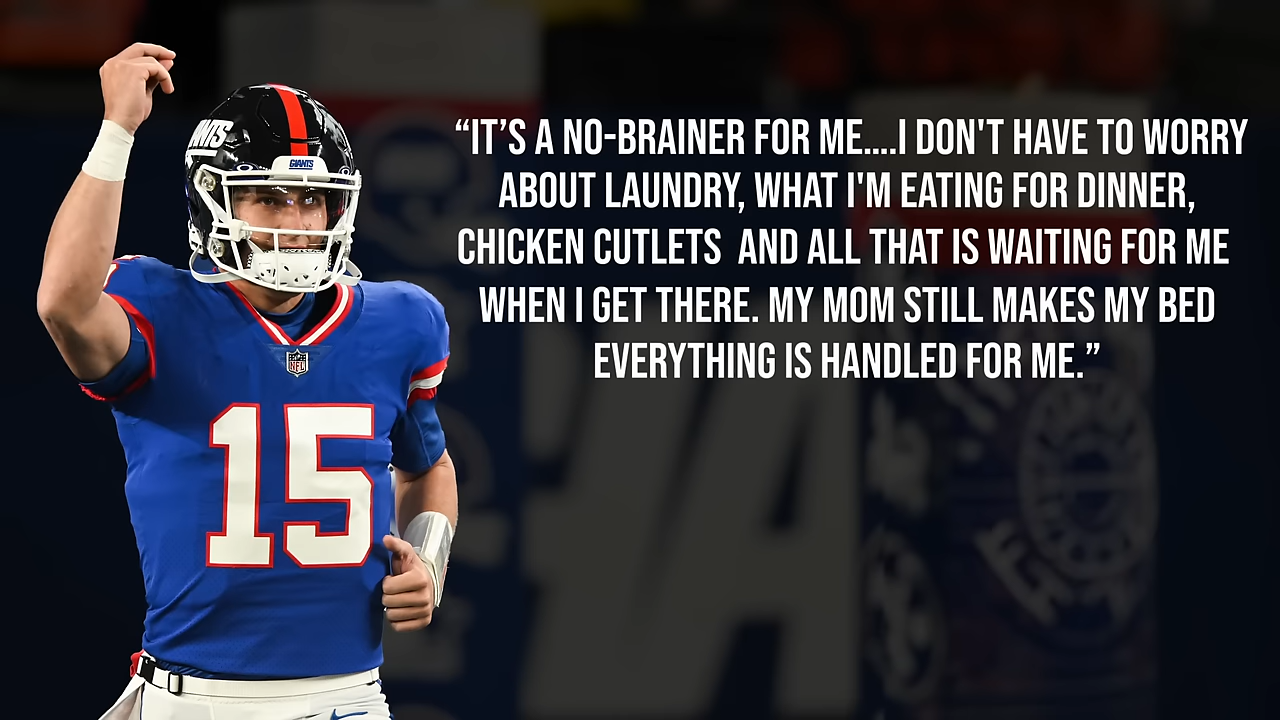 “IT’S A NO-BRAINER FOR ME....I DON'T HAVE TO WORRY
ABOUT LAUNDRY, WHAT I'M EATING FOR DINNER,
CHICKEN CUTLETS  AND ALL THAT IS WAITING FOR ME
WHEN I GET THERE. MY MOM STILL MAKES MY BED
EVERYTHING IS HANDLED FOR ME.”
GIANTS
NFL
15